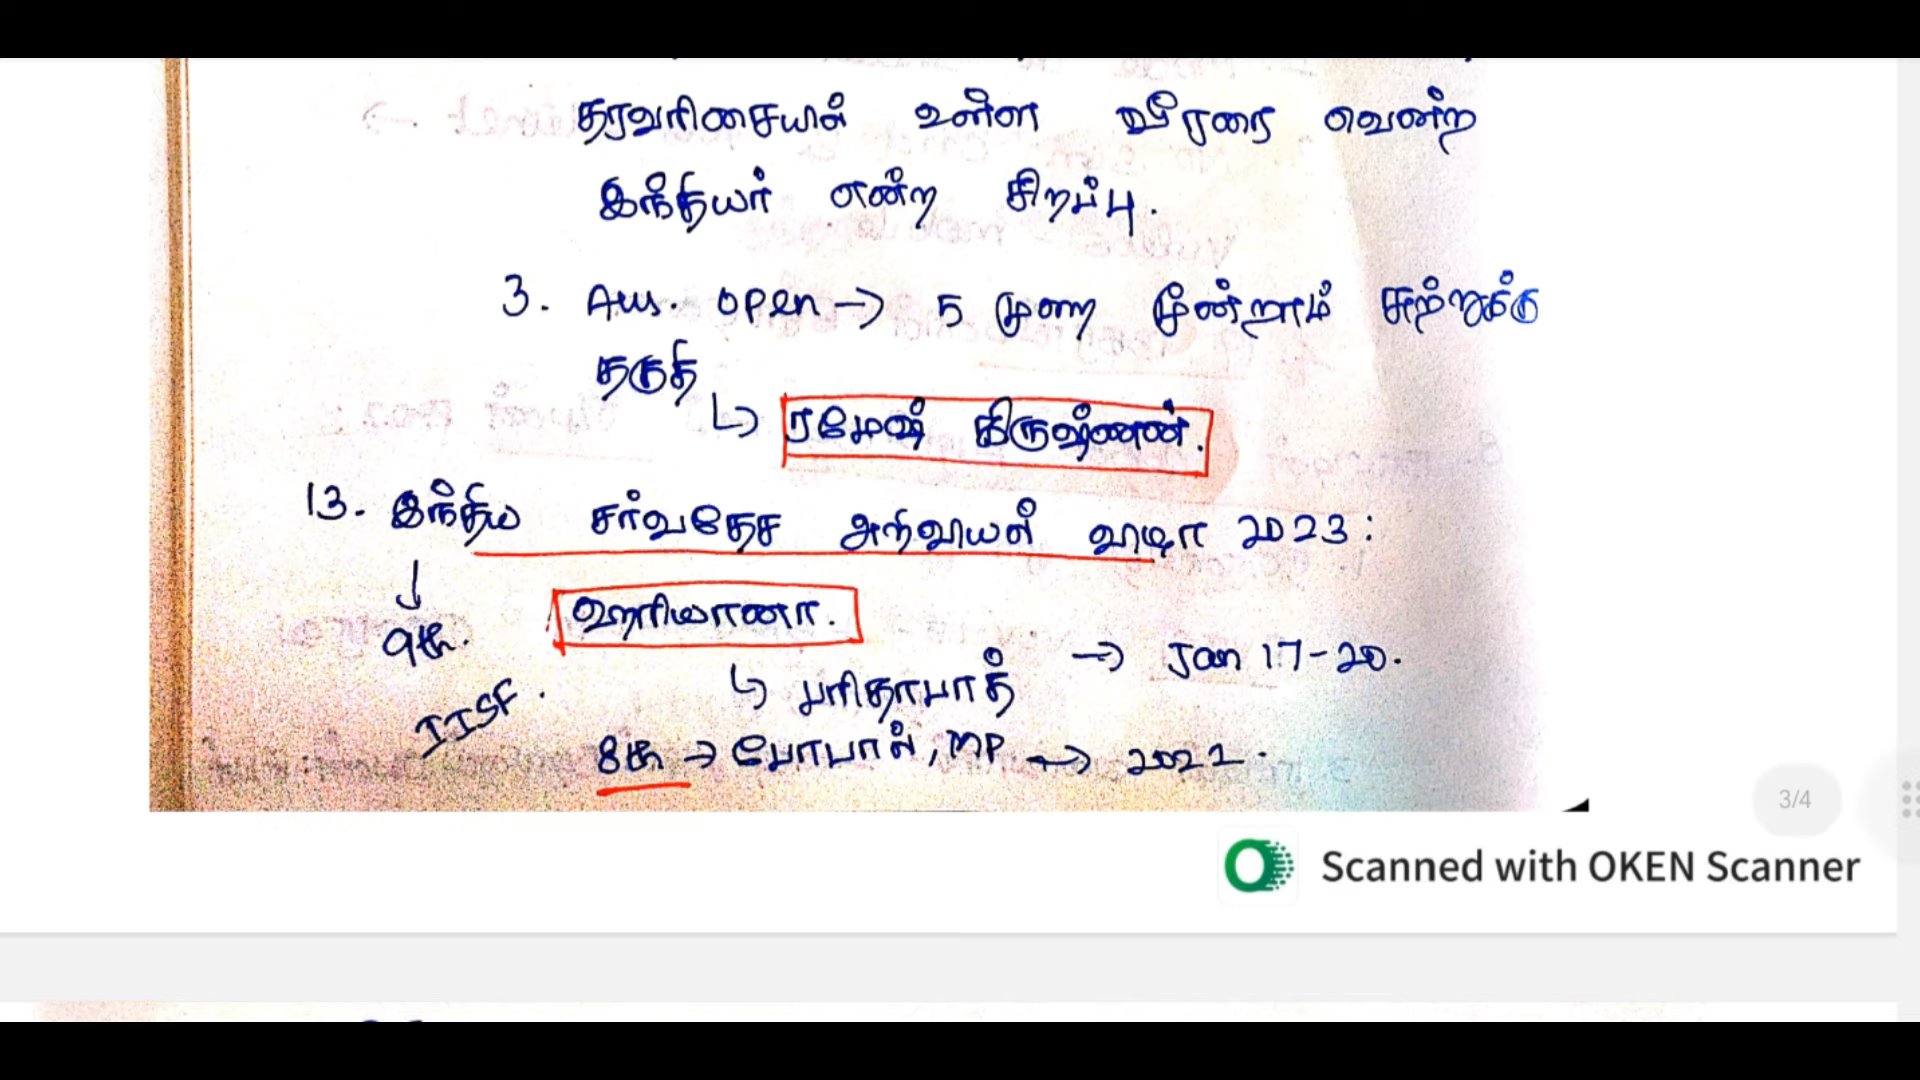 தரவரிசையில் உள்ள வீரரை வென்ற
இந்தியர் என்ற சிறப்பு.
3. Aus. open → 5 முறை மூன்றாம் சுற்றுக்கு
தகுதி
↳ ரமேஷ் கிருஷ்ணன்.
13. இந்திய சர்வதேச அறிவியல் விழா 2023:
↓ ஹரியானா.
9th.
↳ பரிதாபாத் → Jan 17-20.
IISF.
8th → போபால், MP → 2022.
3/4
Scanned with OKEN Scanner